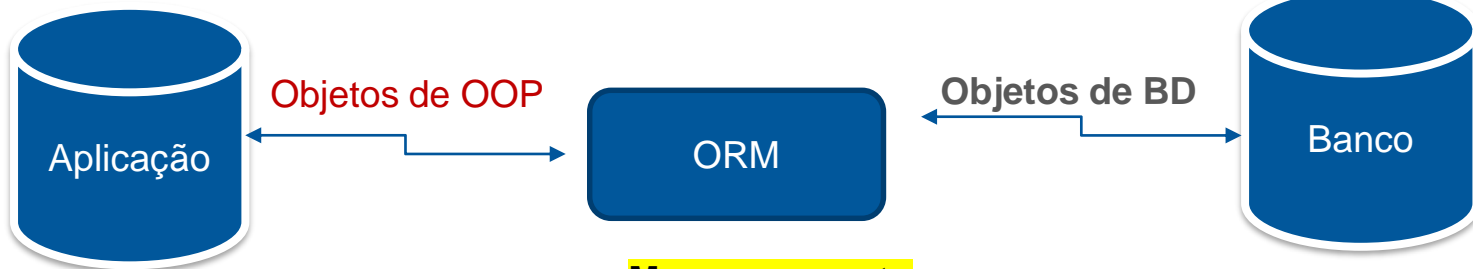 Objetos de OOP
Objetos de BD
Aplicação
ORM
Banco